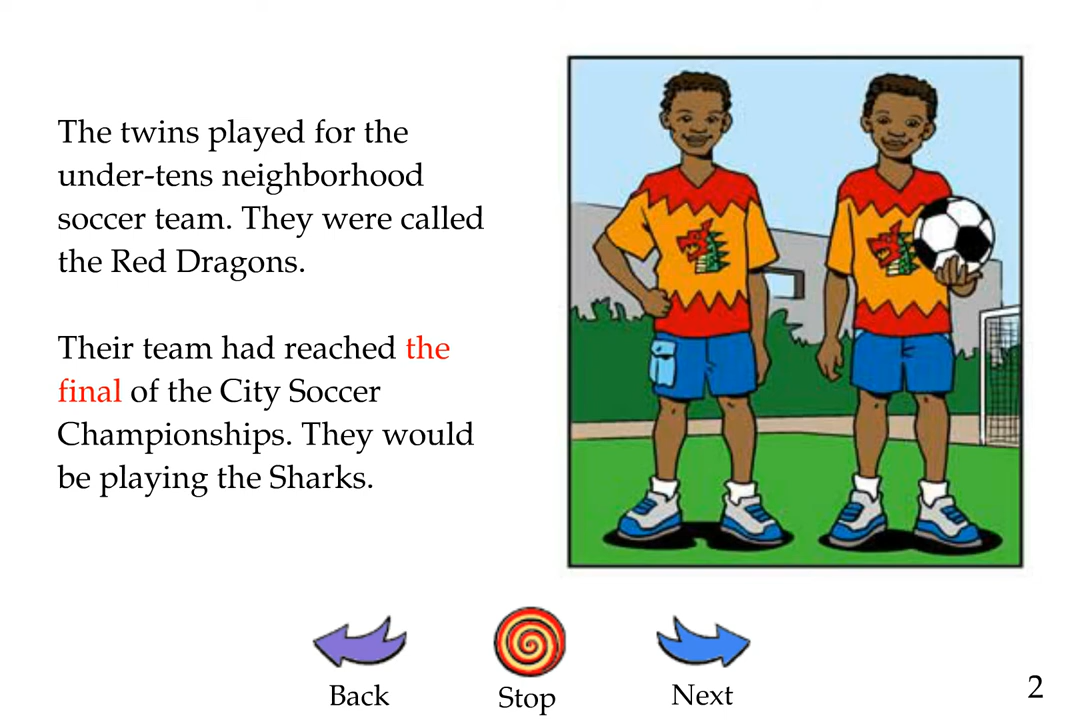 The twins played for the
under-tens neighborhood
soccer team. They were called
the Red Dragons.
Their team had reached the
final of the City Soccer
Championships. They would
be playing the Sharks.
Back
Stop
Next
2